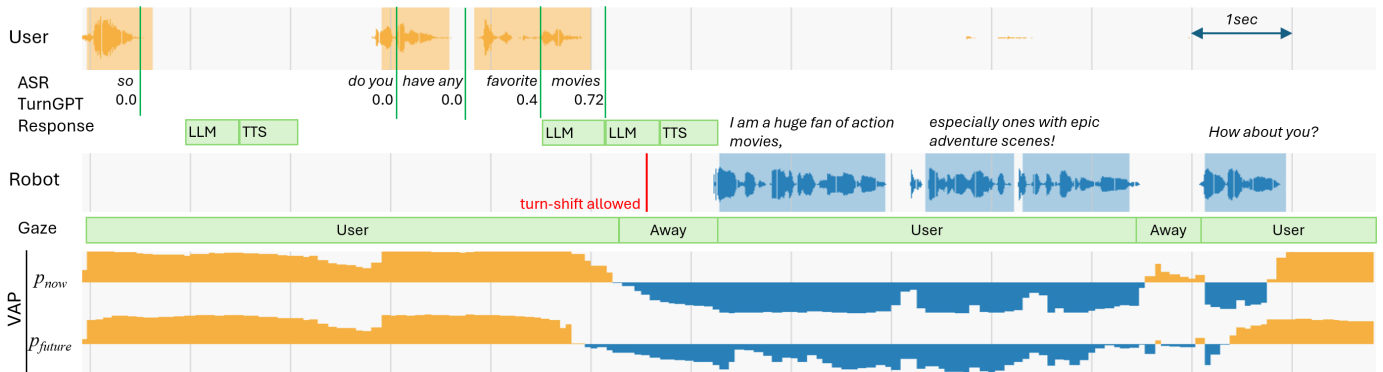 User
1sec
ASR
so
do you
have any
favorite
movies
TurnGPT
0.0
0.0
0.0
0.4
0.72
Response
LLM
TTS
LLM
LLM
TTS
I am a huge fan of action
movies,
especially ones with epic
adventure scenes!
How about you?
Robot
turn-shift allowed
Gaze
User
Away
User
Away
User
VAP
pnow
pfuture